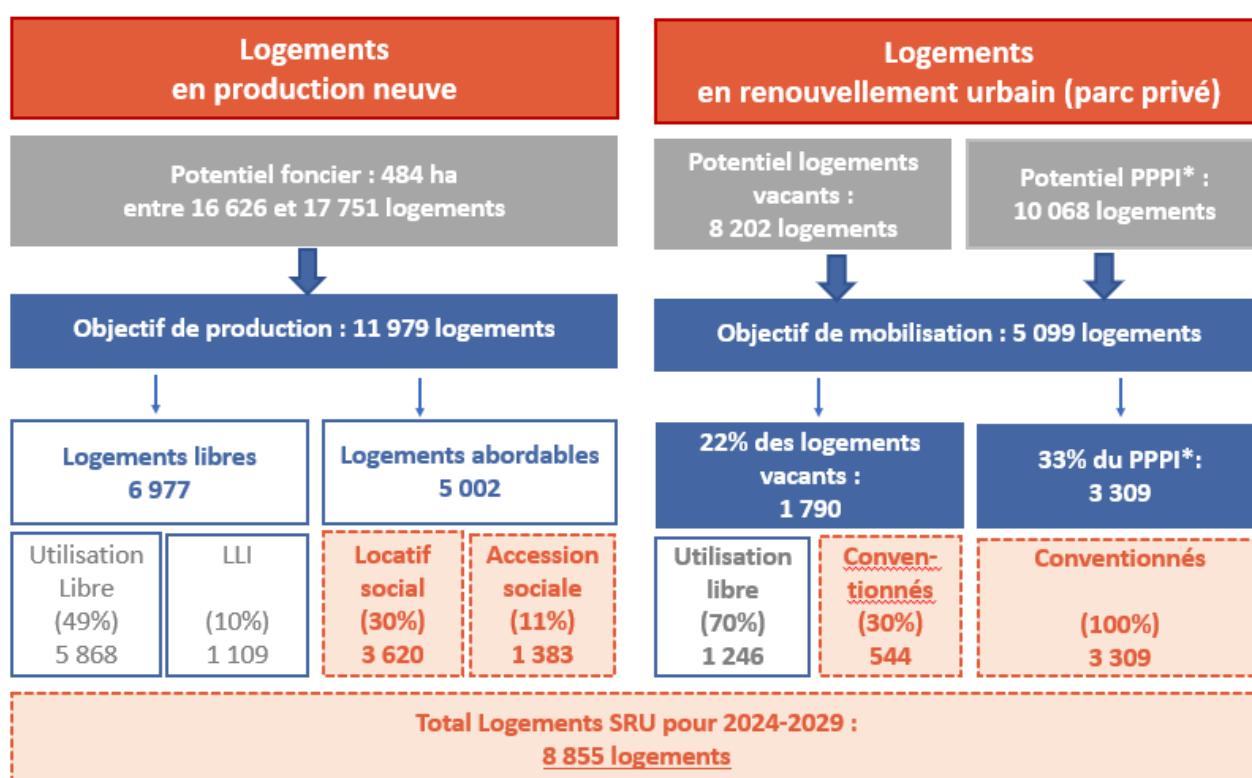 Logements
en production neuve
Logements
en renouvellement urbain (parc privé)
Potentiel foncier : 484 ha
entre 16 626 et 17 751 logements
Potentiel logements
vacants :
8 202 logements
Potentiel PPPI* :
10 068 logements
Objectif de production : 11 979 logements
Objectif de mobilisation : 5 099 logements
Logements libres
6 977
Logements abordables
5 002
22% des logements
vacants :
1 790
33% du PPPI*:
3 309
Utilisation
Libre
(49%)
5 868
LLI
(10%)
1 109
Locatif
social
(30%)
3 620
Accession
sociale
(11%)
1 383
Utilisation
libre
(70%)
1 246
Conven-
tionnés
(30%)
544
Conventionnés
(100%)
3 309
Total Logements SRU pour 2024-2029 :
8 855 logements